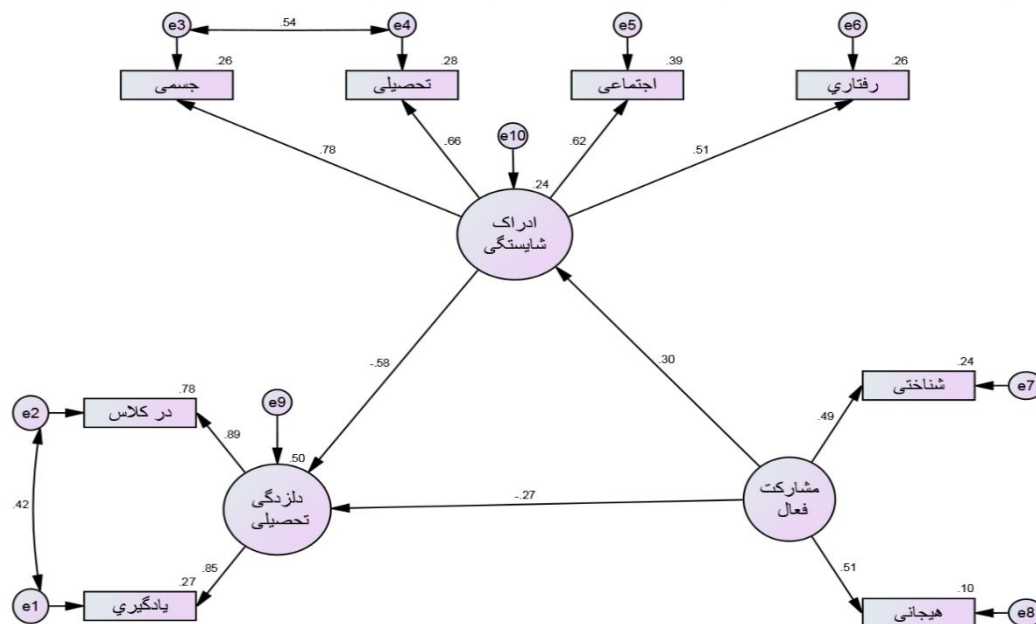 e3
.54
e4
e5
e6
.26
.28
.39
.26
جسمی
تحصیلی
اجتماعی
رفتاري
e10
.78
.66
.62
.51
.24
ادراک
شایستگی
-.58
.30
.24
شناختی
e7
.49
e2
.78
در کلاس
e9
.89
.50
دلزدگی
تحصیلی
-.27
مشارکت
فعال
.42
.85
.51
e1
.27
یادگیري
.10
هیجانی
e8